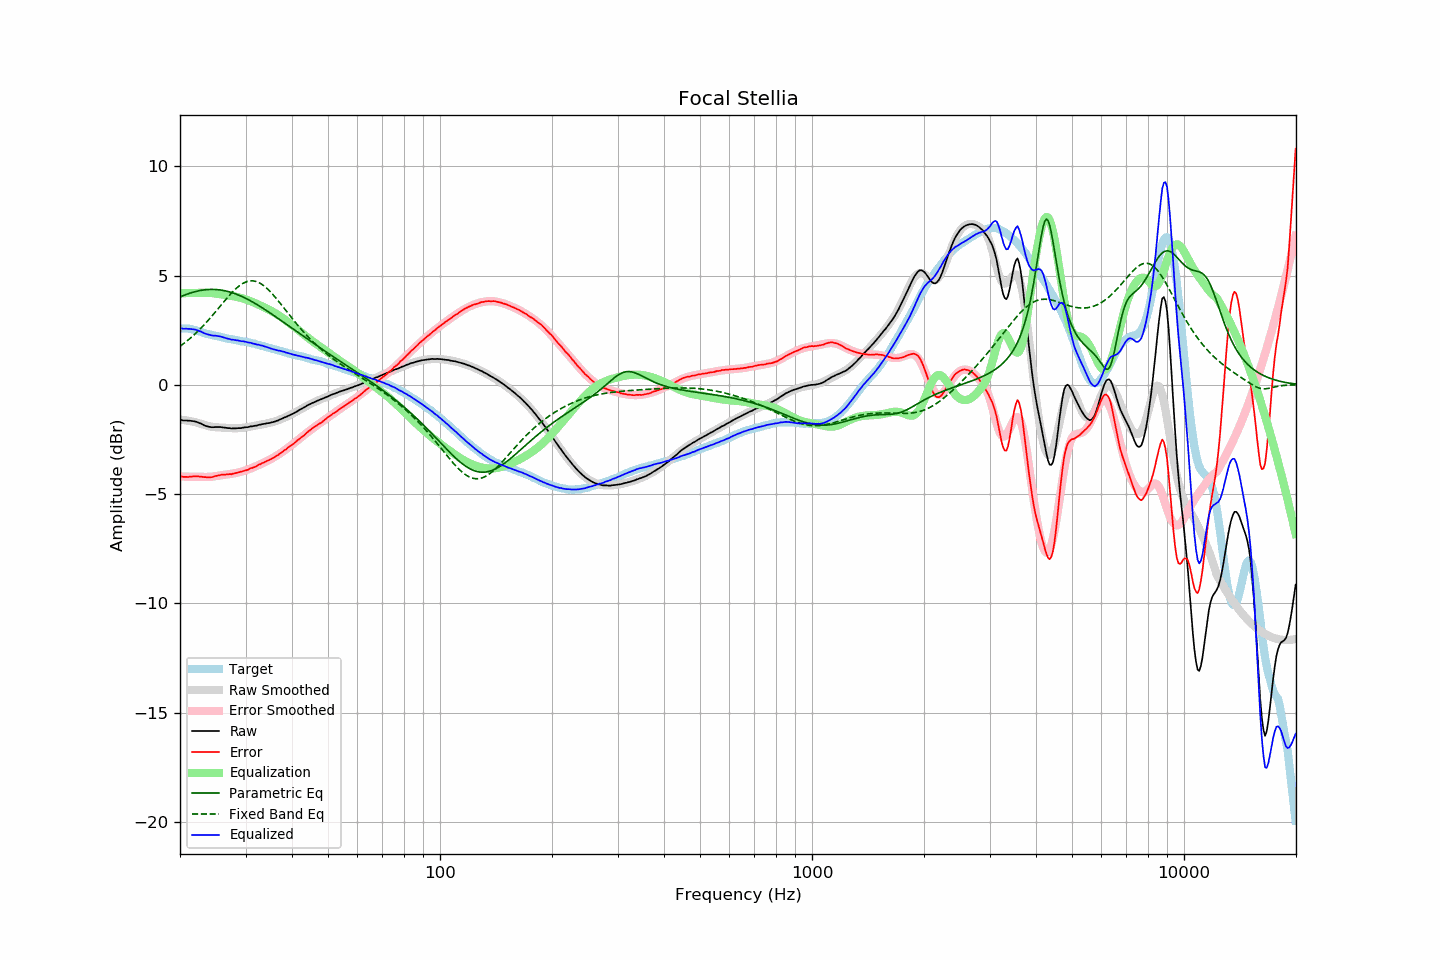 Focal Stellia
10
5
0
−5
−10
−15
−20
Amplitude (dBr)
Target
Raw Smoothed
Error Smoothed
Raw
Error
Equalization
Parametric Eq
Fixed Band Eq
Equalized
100 1000 10000
Frequency (Hz)